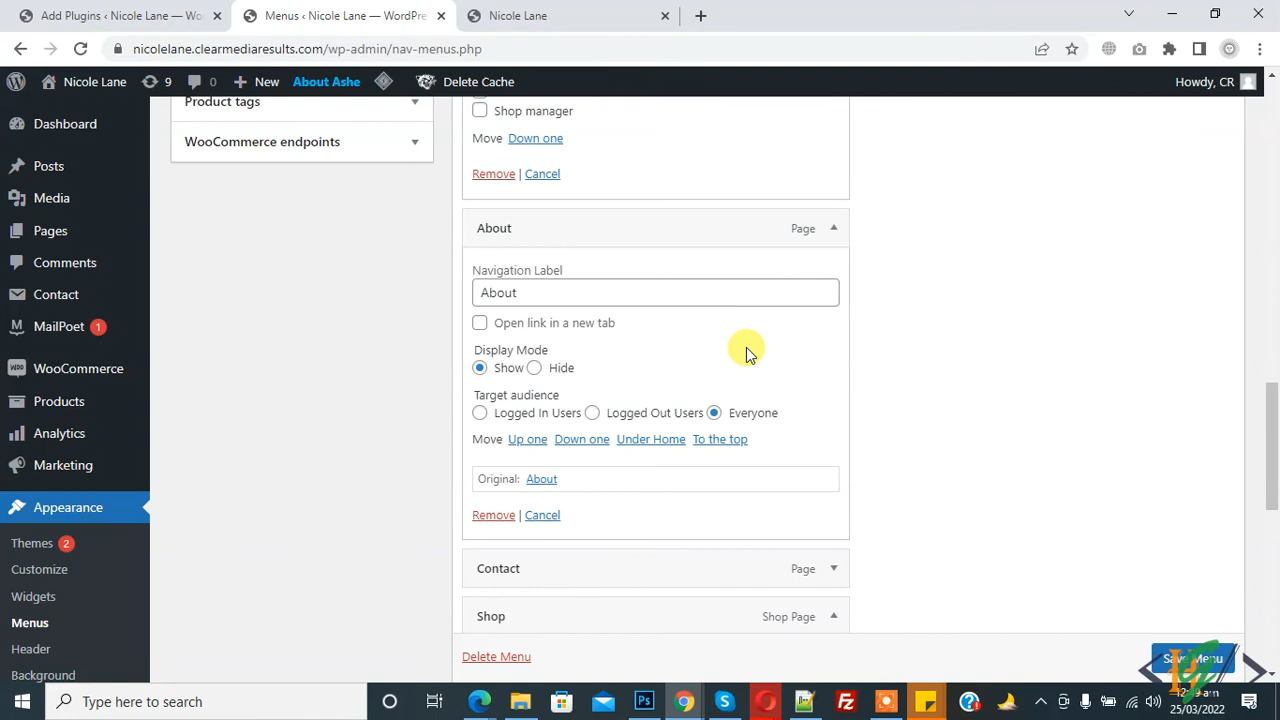 Add Plugins ‹ Nicole Lane — Wo
Menus ‹ Nicole Lane — WordPre
Nicole Lane
nicolelane.clearmediaresults.com/wp-admin/nav-menus.php
Nicole Lane
9
0
New
About Ashe
Delete Cache
Howdy, CR
Dashboard
Posts
Media
Pages
Comments
Contact
MailPoet 1
WooCommerce
Products
Analytics
Marketing
Appearance
Themes 2
Customize
Widgets
Menus
Header
Background
Product tags
WooCommerce endpoints
Shop manager
Move Down one
Remove | Cancel
About Page
Navigation Label
About
Open link in a new tab
Display Mode
Show Hide
Target audience
Logged In Users Logged Out Users Everyone
Move Up one Down one Under Home To the top
Original: About
Remove | Cancel
Contact Page
Shop Shop Page
Delete Menu
Save Menu
Type here to search
25/03/2022